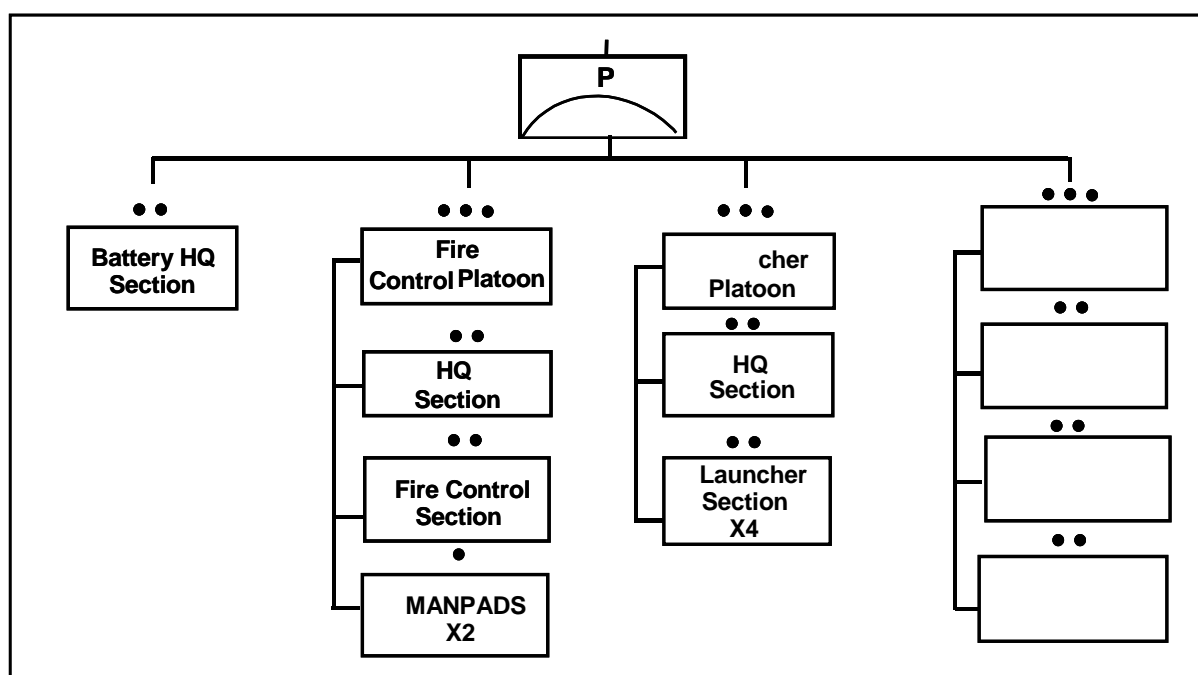 P
Battery HQ
Section
Fire
Control Platoon
HQ
Section
Fire Control
Section
MANPADS
X2
cher
Platoon
HQ
Section
Launcher
Section
X4